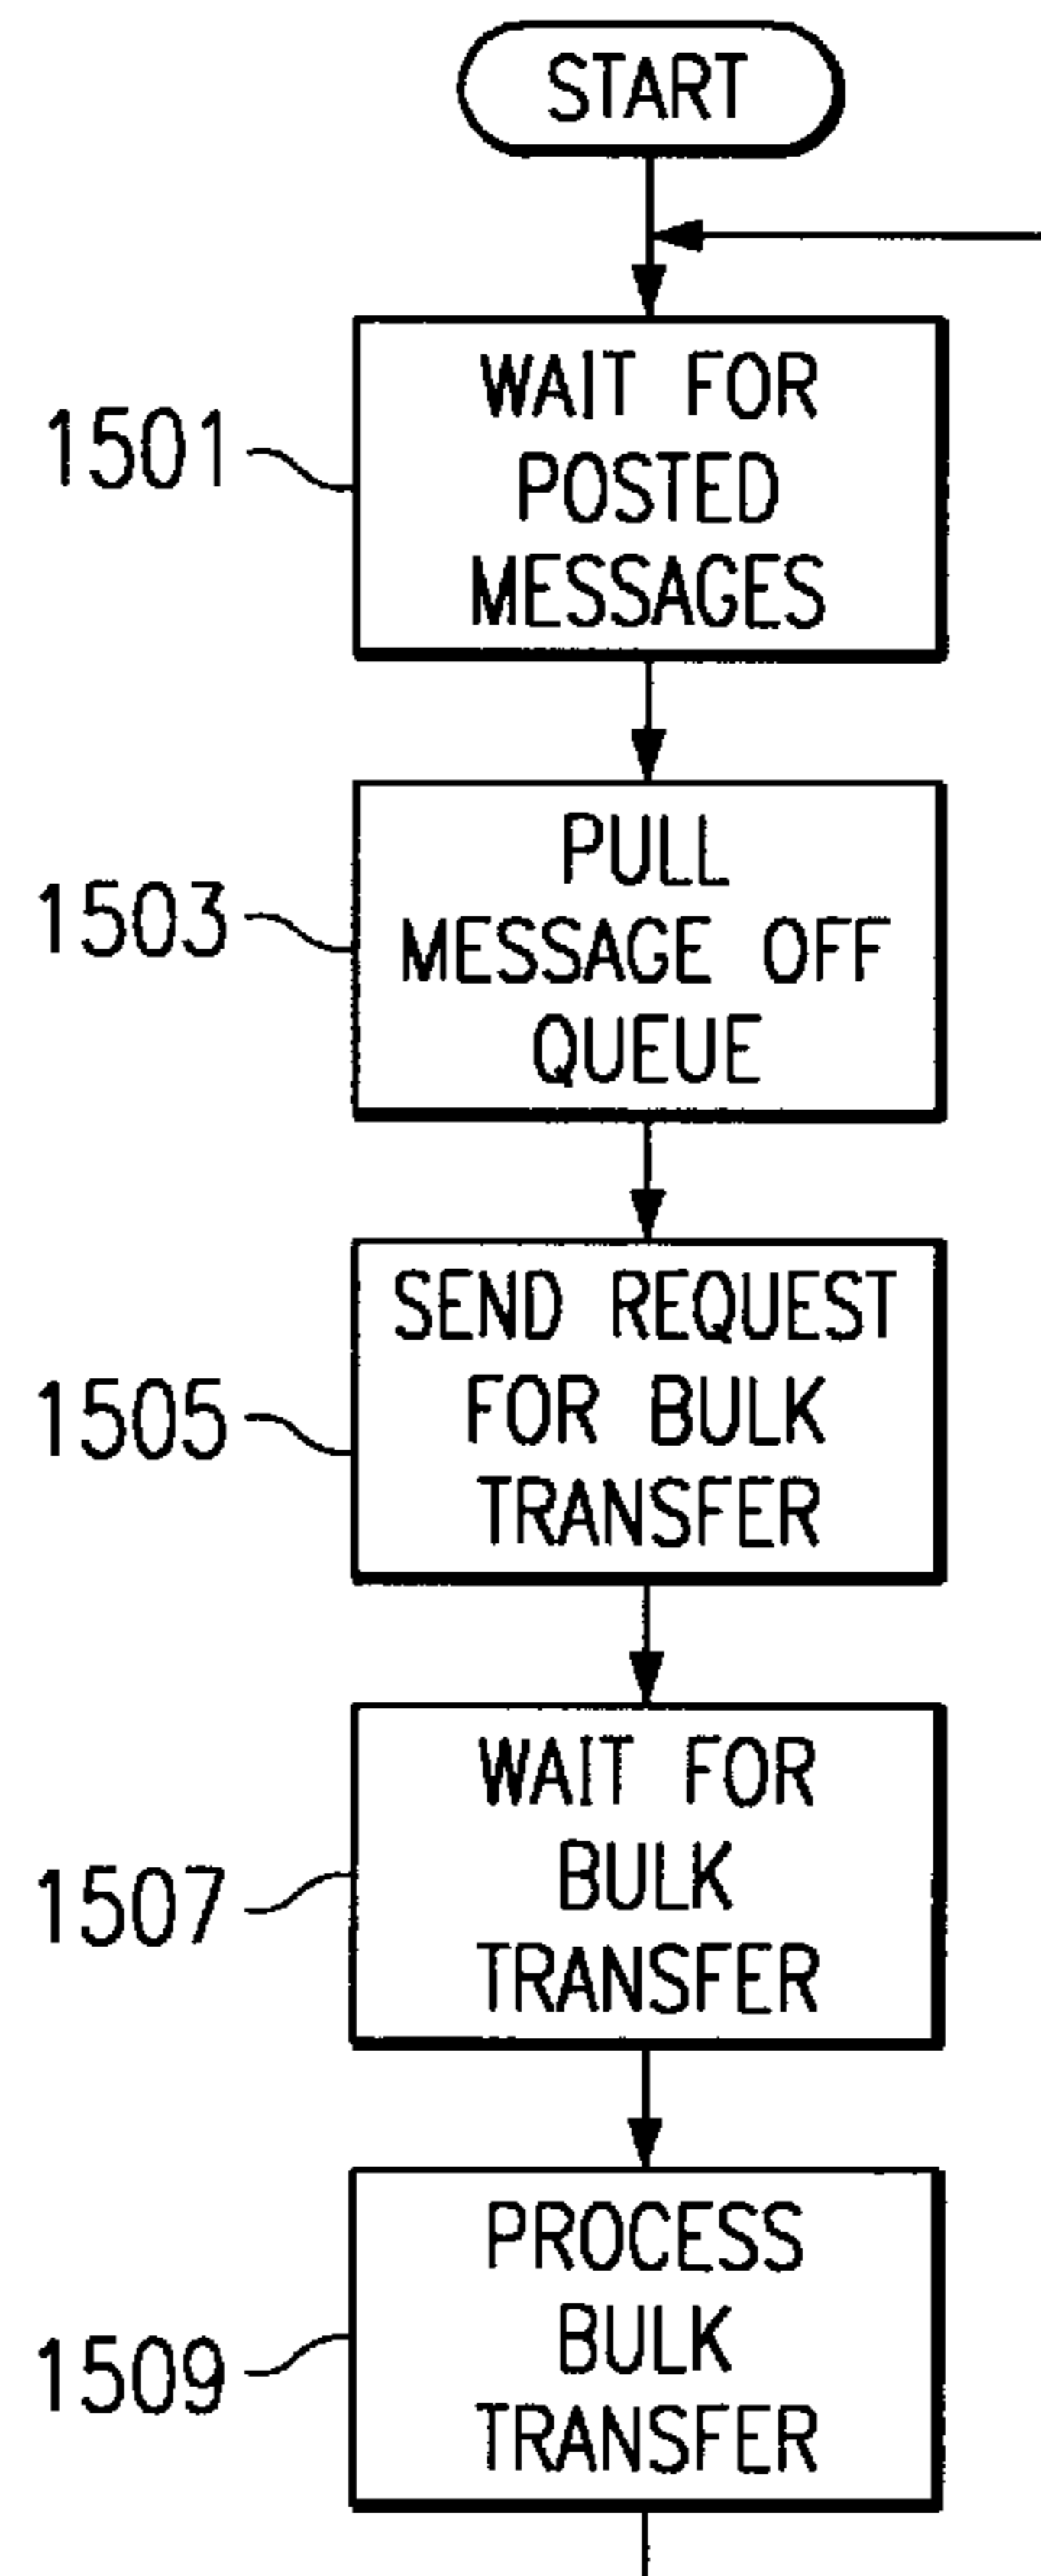 START
WAIT FOR
POSTED
MESSAGES
1501
PULL
MESSAGE OFF
QUEUE
1503
SEND REQUEST
FOR BULK
TRANSFER
1505
WAIT FOR
BULK
TRANSFER
1507
PROCESS
BULK
TRANSFER
1509